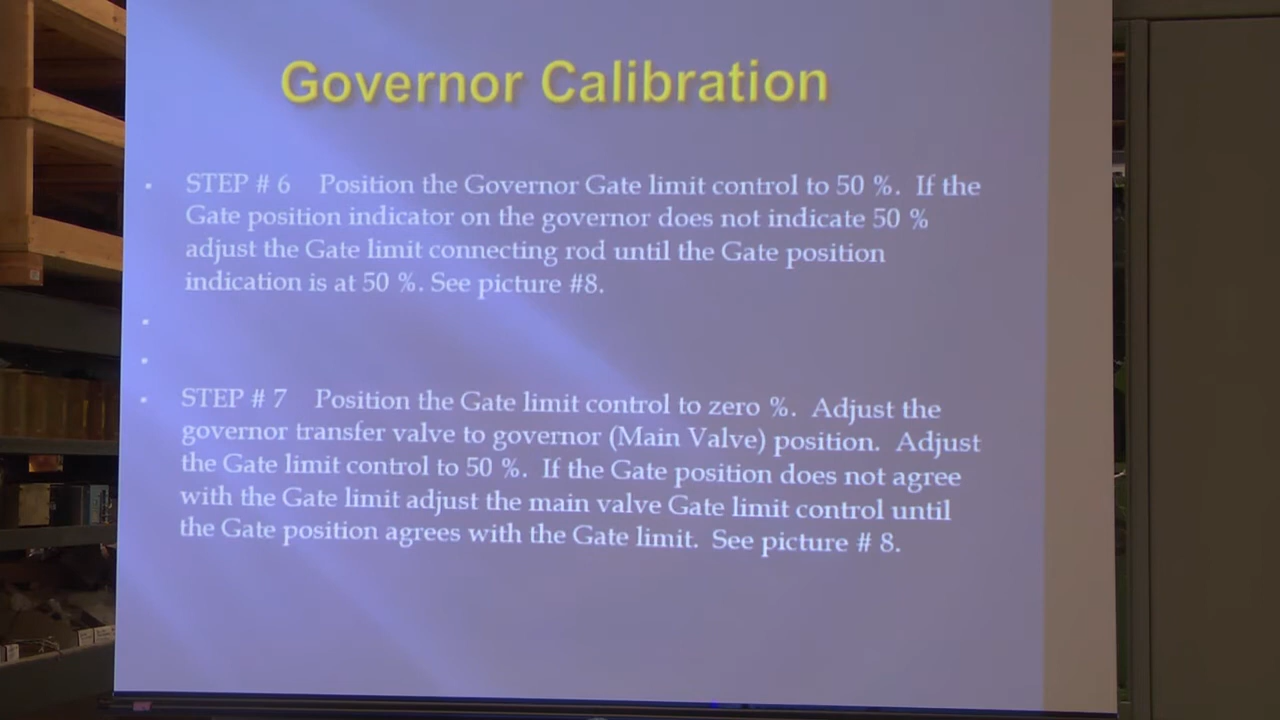 Governor Calibration
STEP # 6 Position the Governor Gate limit control to 50 %. If the
Gate position indicator on the governor does not indicate 50 %
adjust the Gate limit connecting rod until the Gate position
indication is at 50 %. See picture #8.
STEP # 7 Position the Gate limit control to zero %. Adjust the
governor transfer valve to governor (Main Valve) position. Adjust
the Gate limit control to 50 %. If the Gate position does not agree
with the Gate limit adjust the main valve Gate limit control until
the Gate position agrees with the Gate limit. See picture # 8.